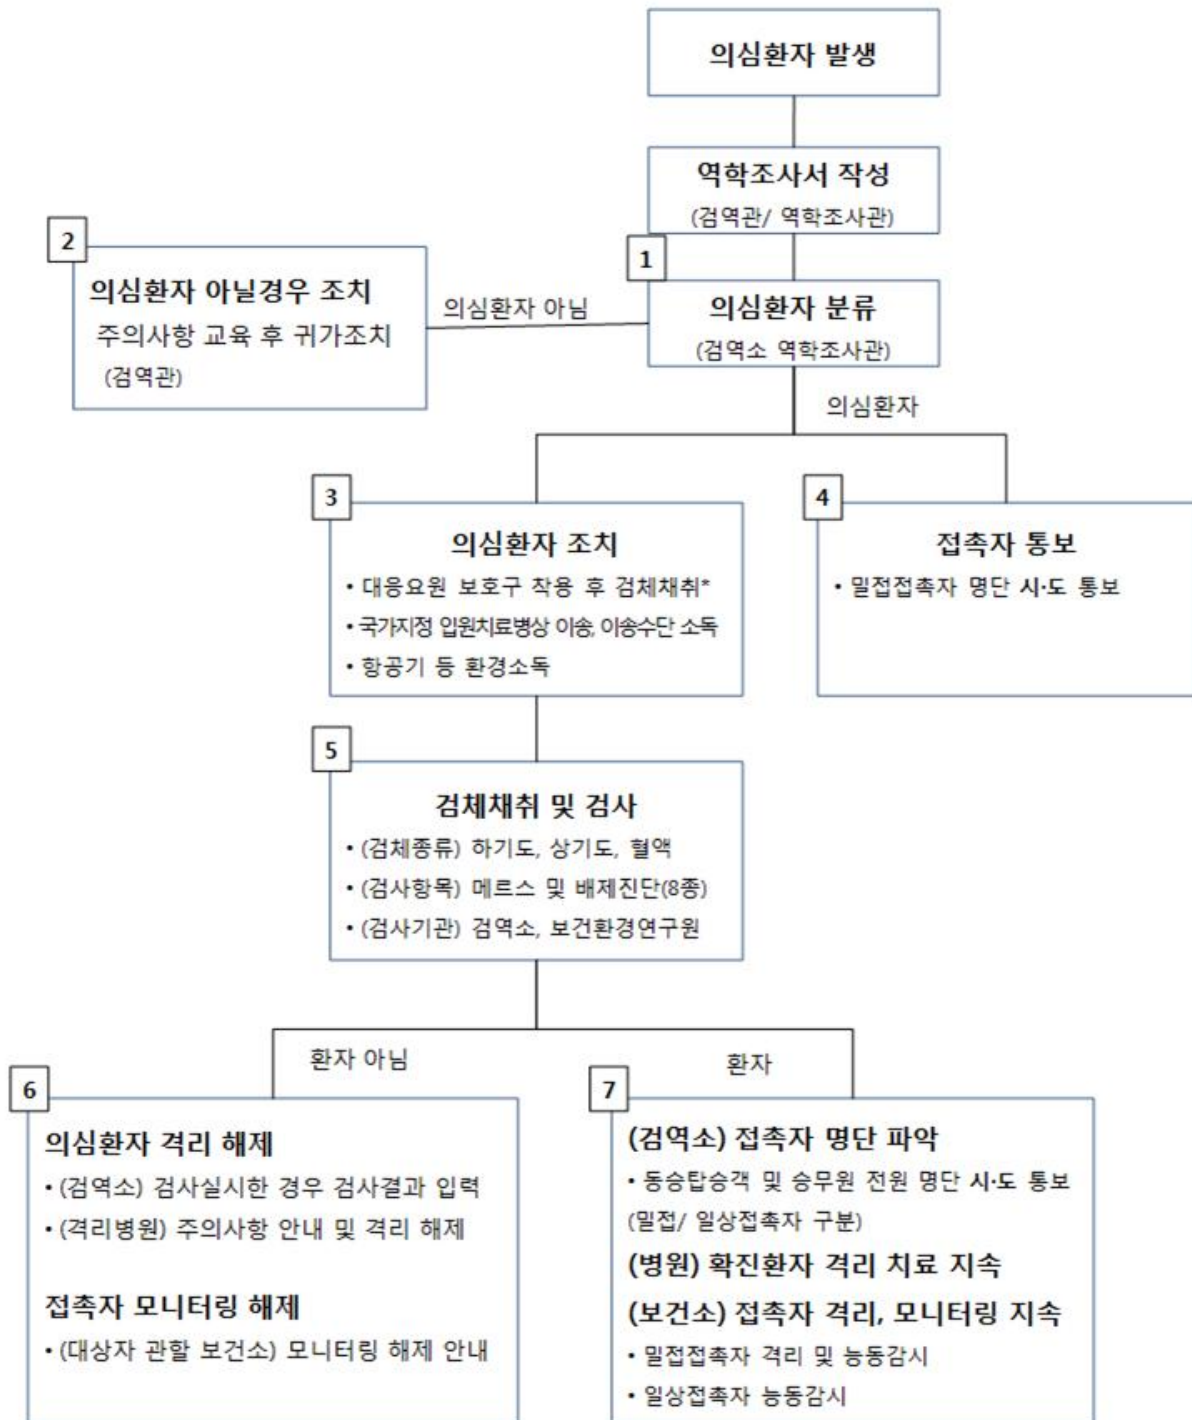 의심환자 발생
역학조사서 작성
(검역관/ 역학조사관)
1
의심환자 분류
(검역소 역학조사관)
의심환자 아님
2
의심환자 아닐경우 조치
주의사항 교육 후 귀가조치
(검역관)
의심환자
3
의심환자 조치
• 대응요원 보호구 착용 후 검체채취*
• 국가지정 입원치료병상 이송, 이송수단 소독
• 항공기 등 환경소독
4
접촉자 통보
• 밀접접촉자 명단 시·도 통보
5
검체채취 및 검사
• (검체종류) 하기도, 상기도, 혈액
• (검사항목) 메르스 및 배제진단(8종)
• (검사기관) 검역소, 보건환경연구원
환자 아님
환자
6
의심환자 격리 해제
• (검역소) 검사실시한 경우 검사결과 입력
• (격리병원) 주의사항 안내 및 격리 해제
접촉자 모니터링 해제
• (대상자 관할 보건소) 모니터링 해제 안내
7
(검역소) 접촉자 명단 파악
• 동승탑승객 및 승무원 전원 명단 시·도 통보
(밀접/ 일상접촉자 구분)
(병원) 확진환자 격리 치료 지속
(보건소) 접촉자 격리, 모니터링 지속
• 밀접접촉자 격리 및 능동감시
• 일상접촉자 능동감시